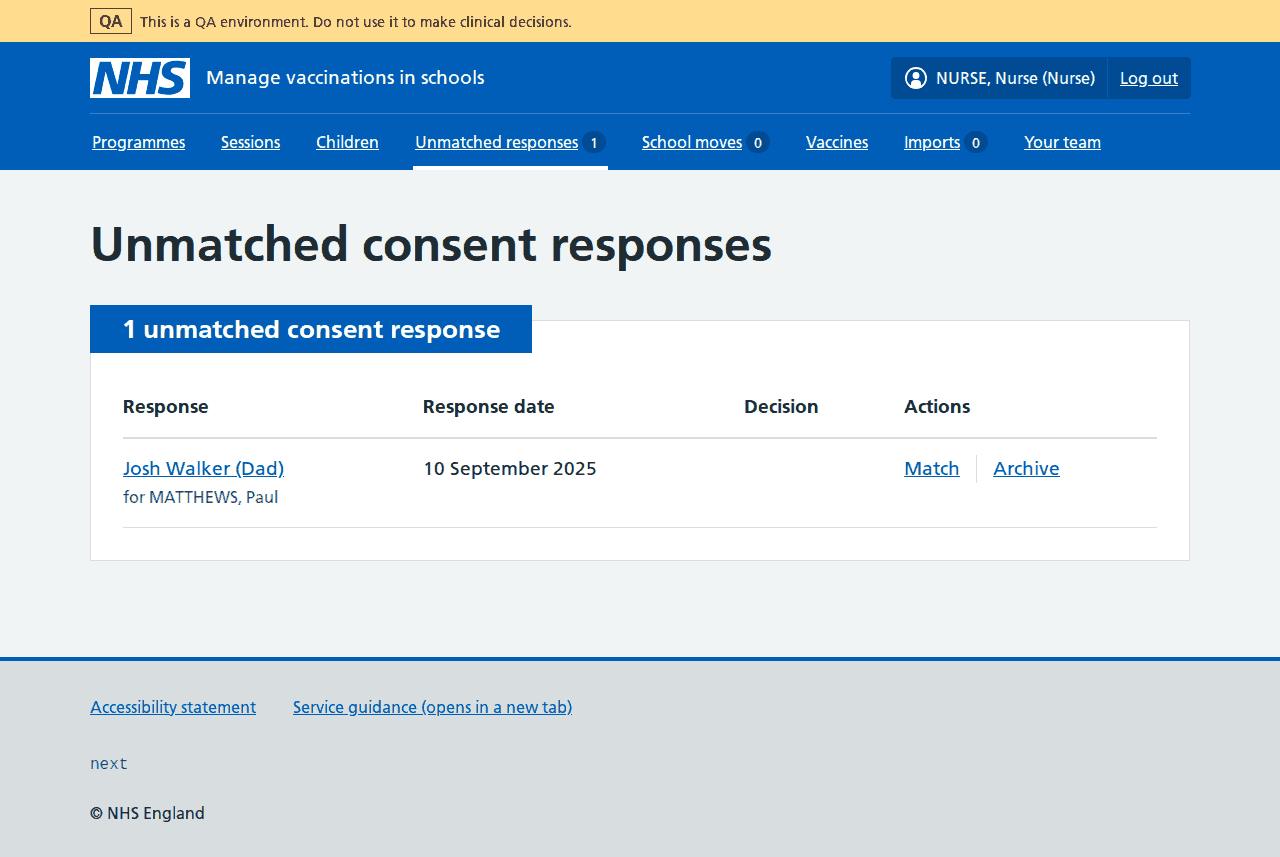 QA This is a QA environment. Do not use it to make clinical decisions.
NHS Manage vaccinations in schools NURSE, Nurse (Nurse) Log out
Programmes Sessions Children Unmatched responses 1 School moves 0 Vaccines Imports 0 Your team
Unmatched consent responses
1 unmatched consent response
Response Response date Decision Actions
Josh Walker (Dad) 10 September 2025 Match Archive
for MATTHEWS, Paul
Accessibility statement Service guidance (opens in a new tab)
next
© NHS England